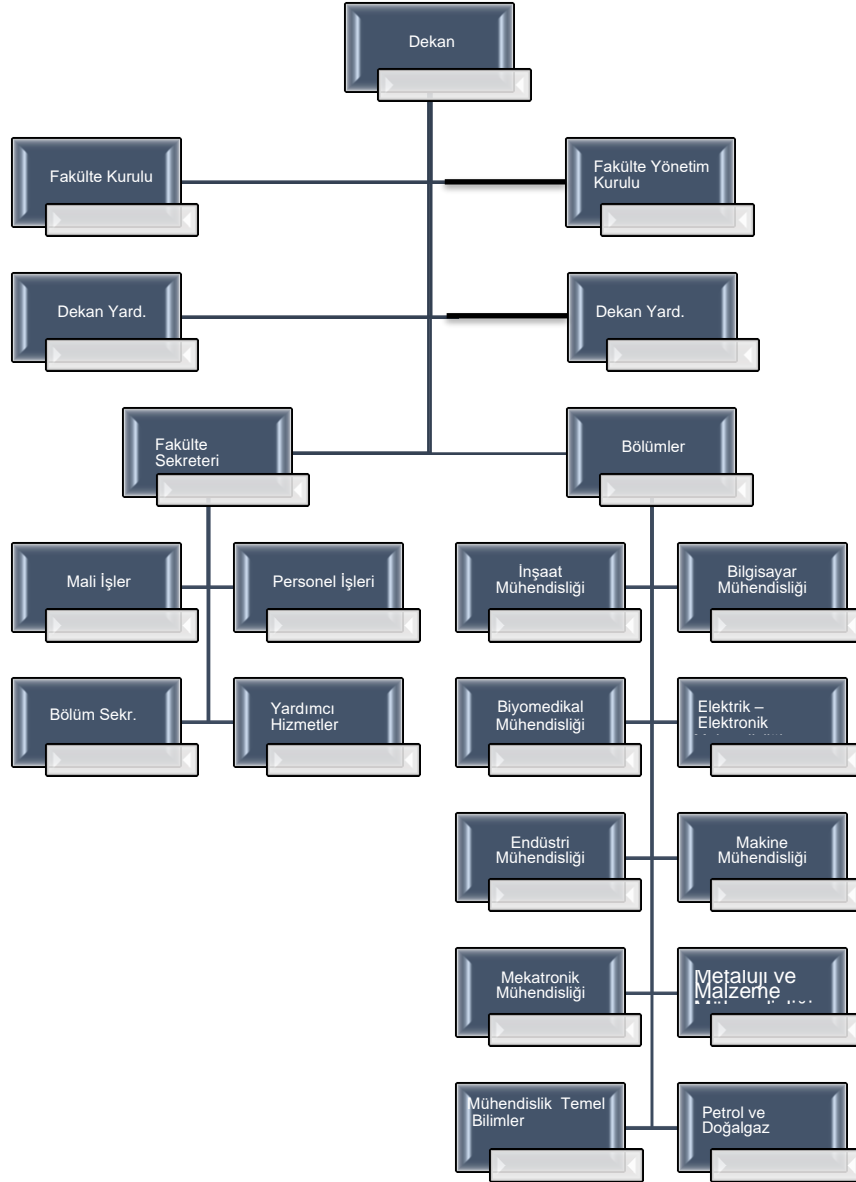 Dekan
Fakülte Kurulu
Fakülte Yönetim
Kurulu
Dekan Yard.
Dekan Yard.
Fakülte
Sekreteri
Bölümler
Mali İşler
Personel İşleri
İnşaat
Mühendisliği
Bilgisayar
Mühendisliği
Bölüm Sekr.
Yardımcı
Hizmetler
Biyomedikal
Mühendisliği
Elektrik –
Elektronik
Endüstri
Mühendisliği
Makine
Mühendisliği
Mekatronik
Mühendisliği
Metalııjı ve
Malzeme
Mühendislik Temel
Bilimler
Petrol ve
Doğalgaz